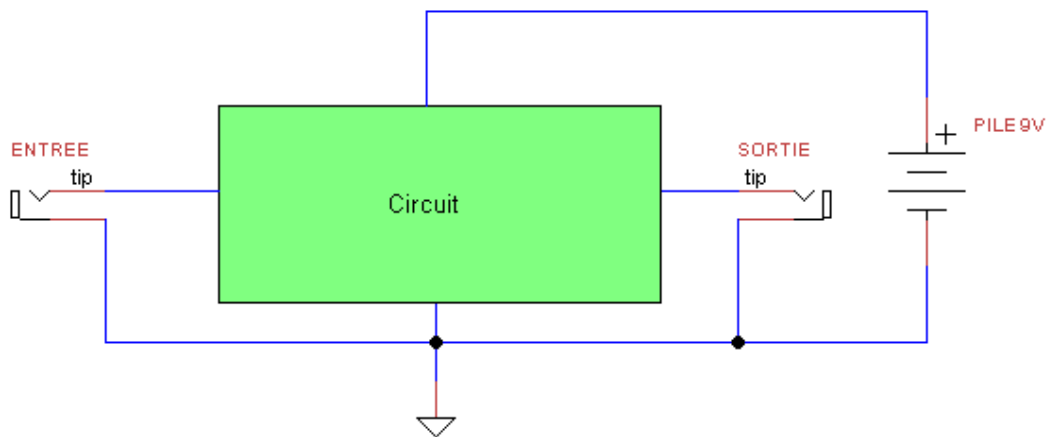 ENTREE
tip
Circuit
SORTIE
tip
+
PILE 9V